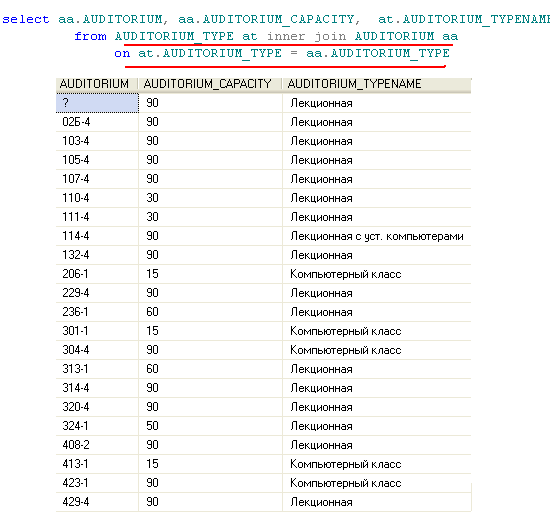 select aa.AUDITORIUM, aa.AUDITORIUM_CAPACITY, at.AUDITORIUM_TYPENAME
from AUDITORIUM_TYPE at inner join AUDITORIUM aa
on at.AUDITORIUM_TYPE = aa.AUDITORIUM_TYPE
AUDITORIUM AUDITORIUM_CAPACITY AUDITORIUM_TYPENAME
? 90 Лекционная
02Б-4 90 Лекционная
103-4 90 Лекционная
105-4 90 Лекционная
107-4 90 Лекционная
110-4 30 Лекционная
111-4 30 Лекционная
114-4 90 Лекционная с уст. компьютерами
132-4 90 Лекционная
206-1 15 Компьютерный класс
229-4 90 Лекционная
236-1 60 Лекционная
301-1 15 Компьютерный класс
304-4 90 Компьютерный класс
313-1 60 Лекционная
314-4 90 Лекционная
320-4 90 Лекционная
324-1 50 Лекционная
408-2 90 Лекционная
413-1 15 Компьютерный класс
423-1 90 Компьютерный класс
429-4 90 Лекционная